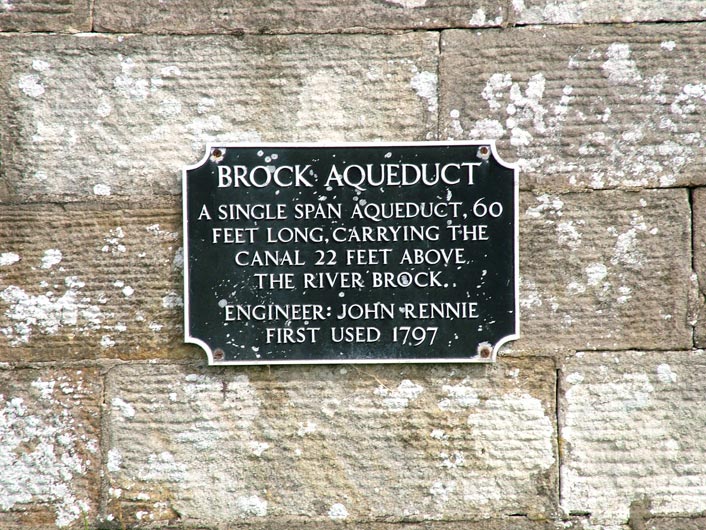 BROCK AQUEDUCT
A SINGLE SPAN AQUEDUCT, 60
FEET LONG, CARRYING THE
CANAL 22 FEET ABOVE
THE RIVER BROCK.
ENGINEER: JOHN RENNIE
FIRST USED 1797